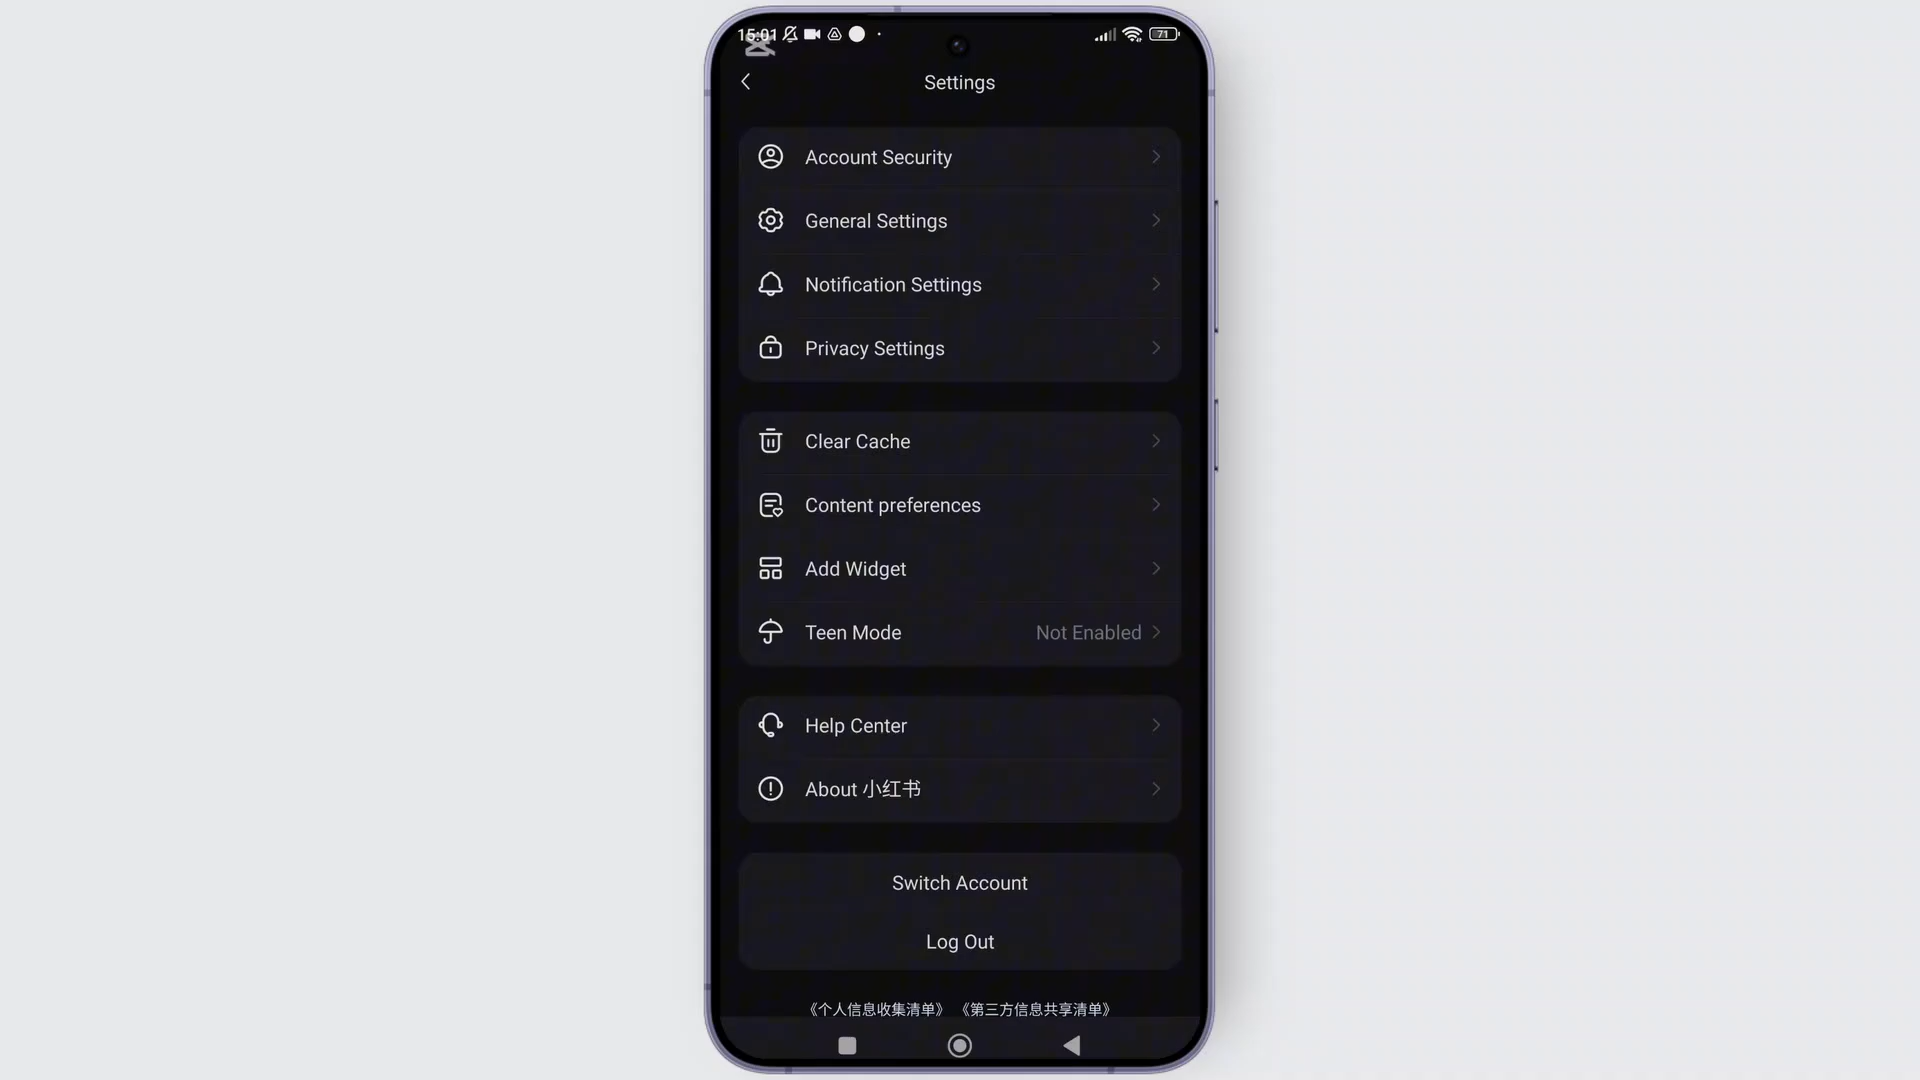 15:01
71
Settings
Account Security
General Settings
Notification Settings
Privacy Settings
Clear Cache
Content preferences
Add Widget
Teen Mode Not Enabled
Help Center
About 小红书
Switch Account
Log Out
《个人信息收集清单》 《第三方信息共享清单》